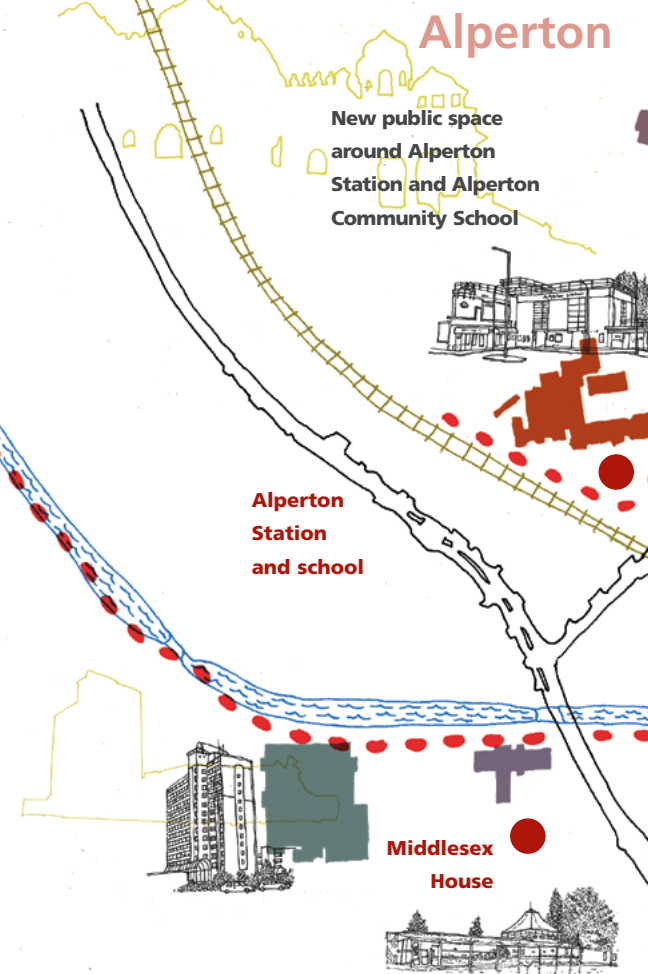 Alperton
New public space
around Alperton
Station and Alperton
Community School
Alperton
Station
and school
Middlesex
House